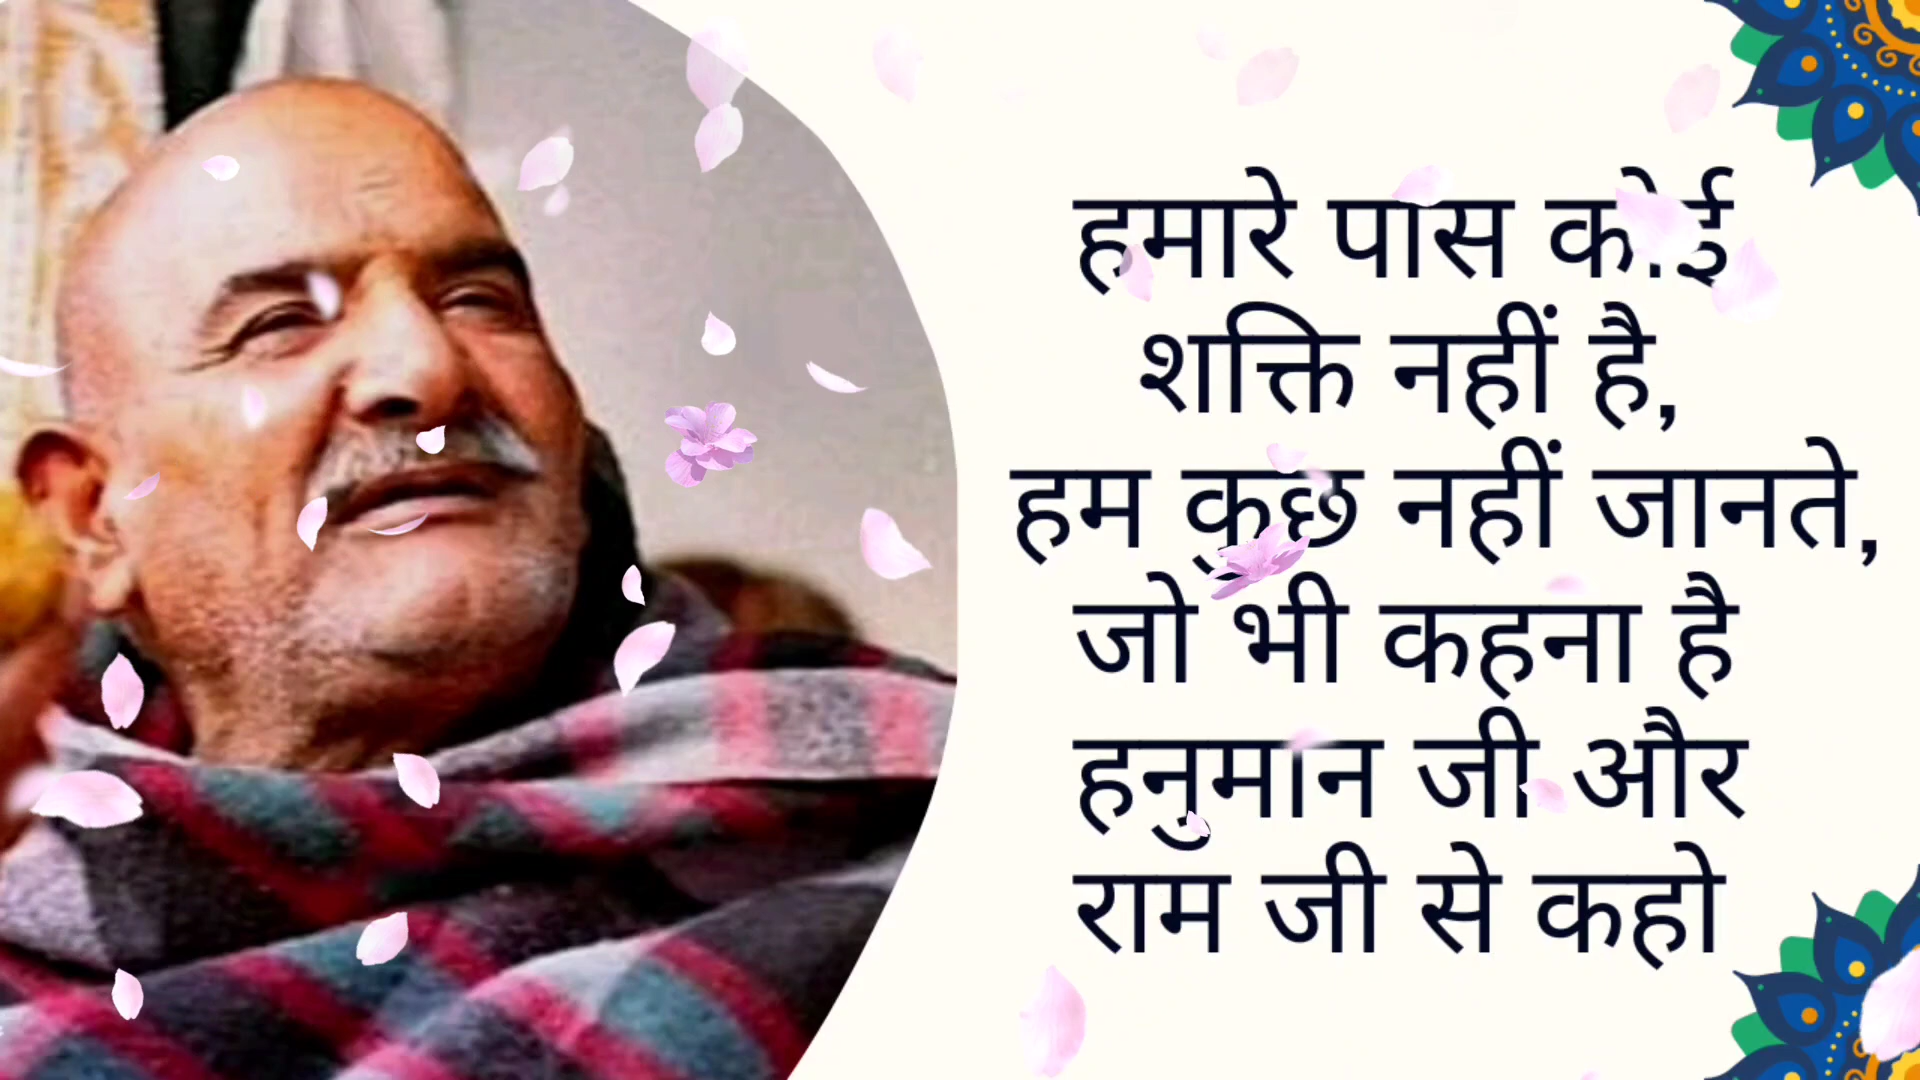 हमारे पास कोई
शक्ति नहीं है,
हम कुछ नहीं जानते,
जो भी कहना है
हनुमान जी और
राम जी से कहो